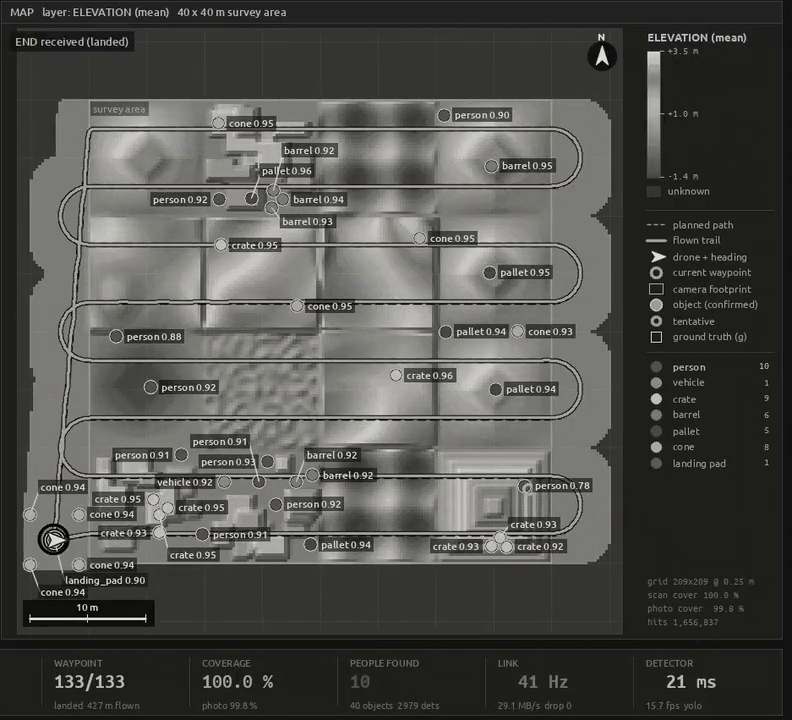 MAP layer: ELEVATION (mean) 40 x 40 m survey area
END received (landed)
N
survey area
cone 0.95
person 0.90
barrel 0.92
pallet 0.96
barrel 0.95
person 0.92
barrel 0.94
barrel 0.93
crate 0.95
cone 0.95
pallet 0.95
cone 0.95
person 0.88
pallet 0.94
cone 0.93
crate 0.96
person 0.92
pallet 0.94
person 0.91
person 0.91
person 0.93
barrel 0.92
barrel 0.92
vehicle 0.92
person 0.78
cone 0.94
crate 0.95
crate 0.95
person 0.92
cone 0.94
crate 0.93
person 0.91
crate 0.93
crate 0.95
pallet 0.94
crate 0.93
crate 0.92
cone 0.94
landing_pad 0.90
cone 0.94
10 m
ELEVATION (mean)
+3.5 m
+1.0 m
-1.4 m
unknown
planned path
flown trail
drone + heading
current waypoint
camera footprint
object (confirmed)
tentative
ground truth (g)
person 10
vehicle 1
crate 9
barrel 6
pallet 5
cone 8
landing pad 1
grid 209x209 @ 0.25 m
scan cover 100.0 %
photo cover 99.8 %
hits 1,656,837
WAYPOINT
133/133
landed 427 m flown
COVERAGE
100.0 %
photo 99.8 %
PEOPLE FOUND
10
40 objects 2979 dets
LINK
41 Hz
29.1 MB/s drop 0
DETECTOR
21 ms
15.7 fps yolo